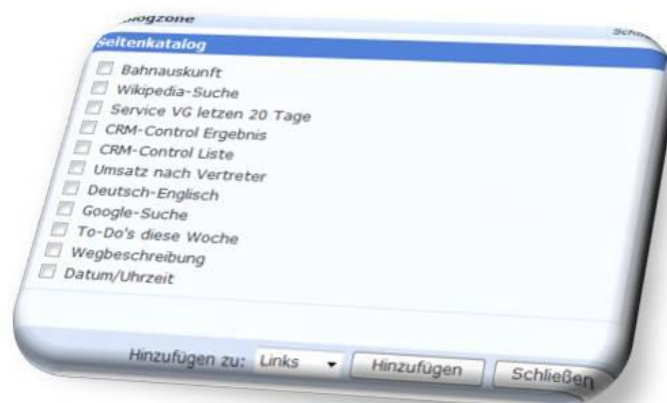 Seitenkatalog
Bahnauskunft
Wikipedia-Suche
Service VG letzen 20 Tage
CRM-Control Ergebnis
CRM-Control Liste
Umsatz nach Vertreter
Deutsch-Englisch
Google-Suche
To-Do's diese Woche
Wegbeschreibung
Datum/Uhrzeit
Hinzufügen zu: Links Hinzufügen Schließen